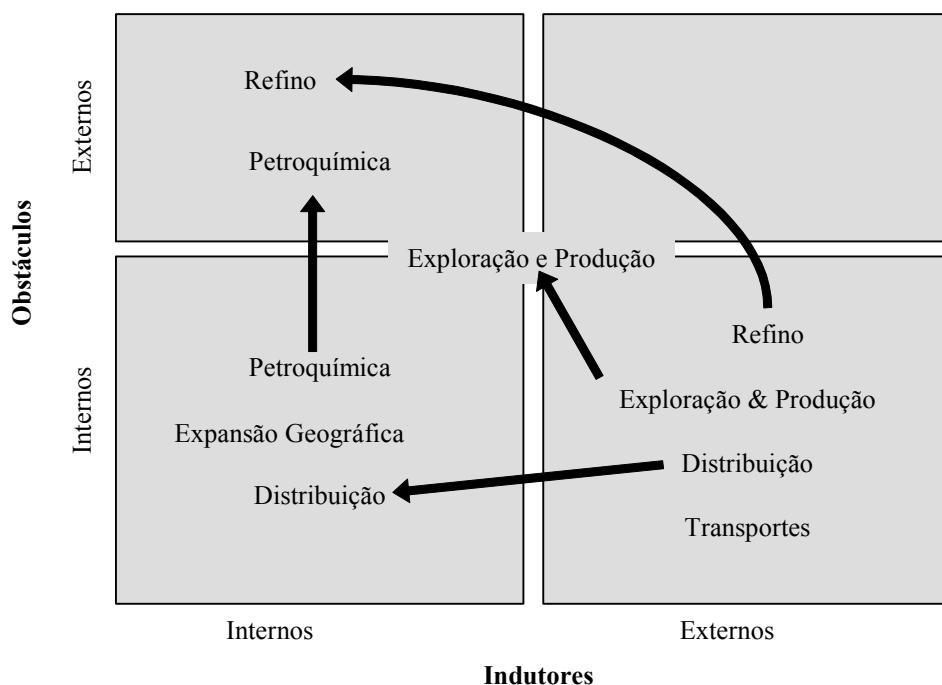 Externos
Refino
Petroquímica
Obstáculos
Exploração e Produção
Internos
Refino
Petroquímica
Exploração & Produção
Expansão Geográfica
Distribuição
Distribuição
Transportes
Internos
Externos
Indutores